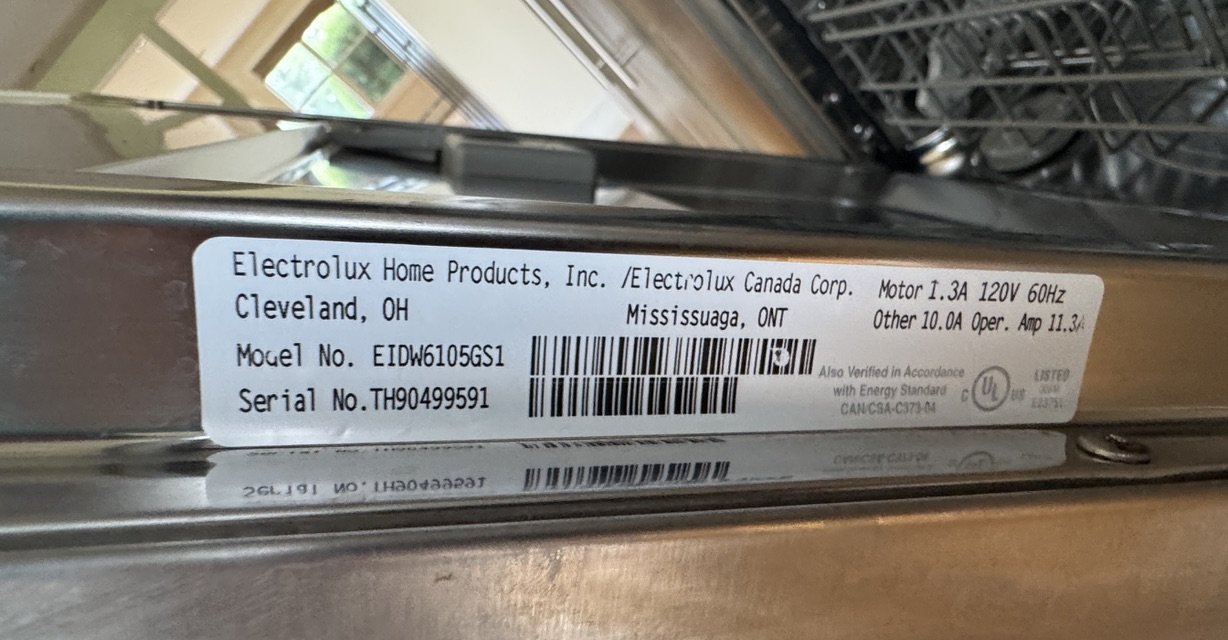 Electrolux Home Products, Inc. /Electrolux Canada Corp.
Cleveland, OH
Mississuaga, ONT
Motor 1.3A 120V 60Hz
Other 10.0A Oper. Amp 11.3A
Model No. EIDW6105GS1
Serial No.TH90499591
Also Verified in Accordance
with Energy Standard
CAN/CSA-C373-04
C UL US
LISTED